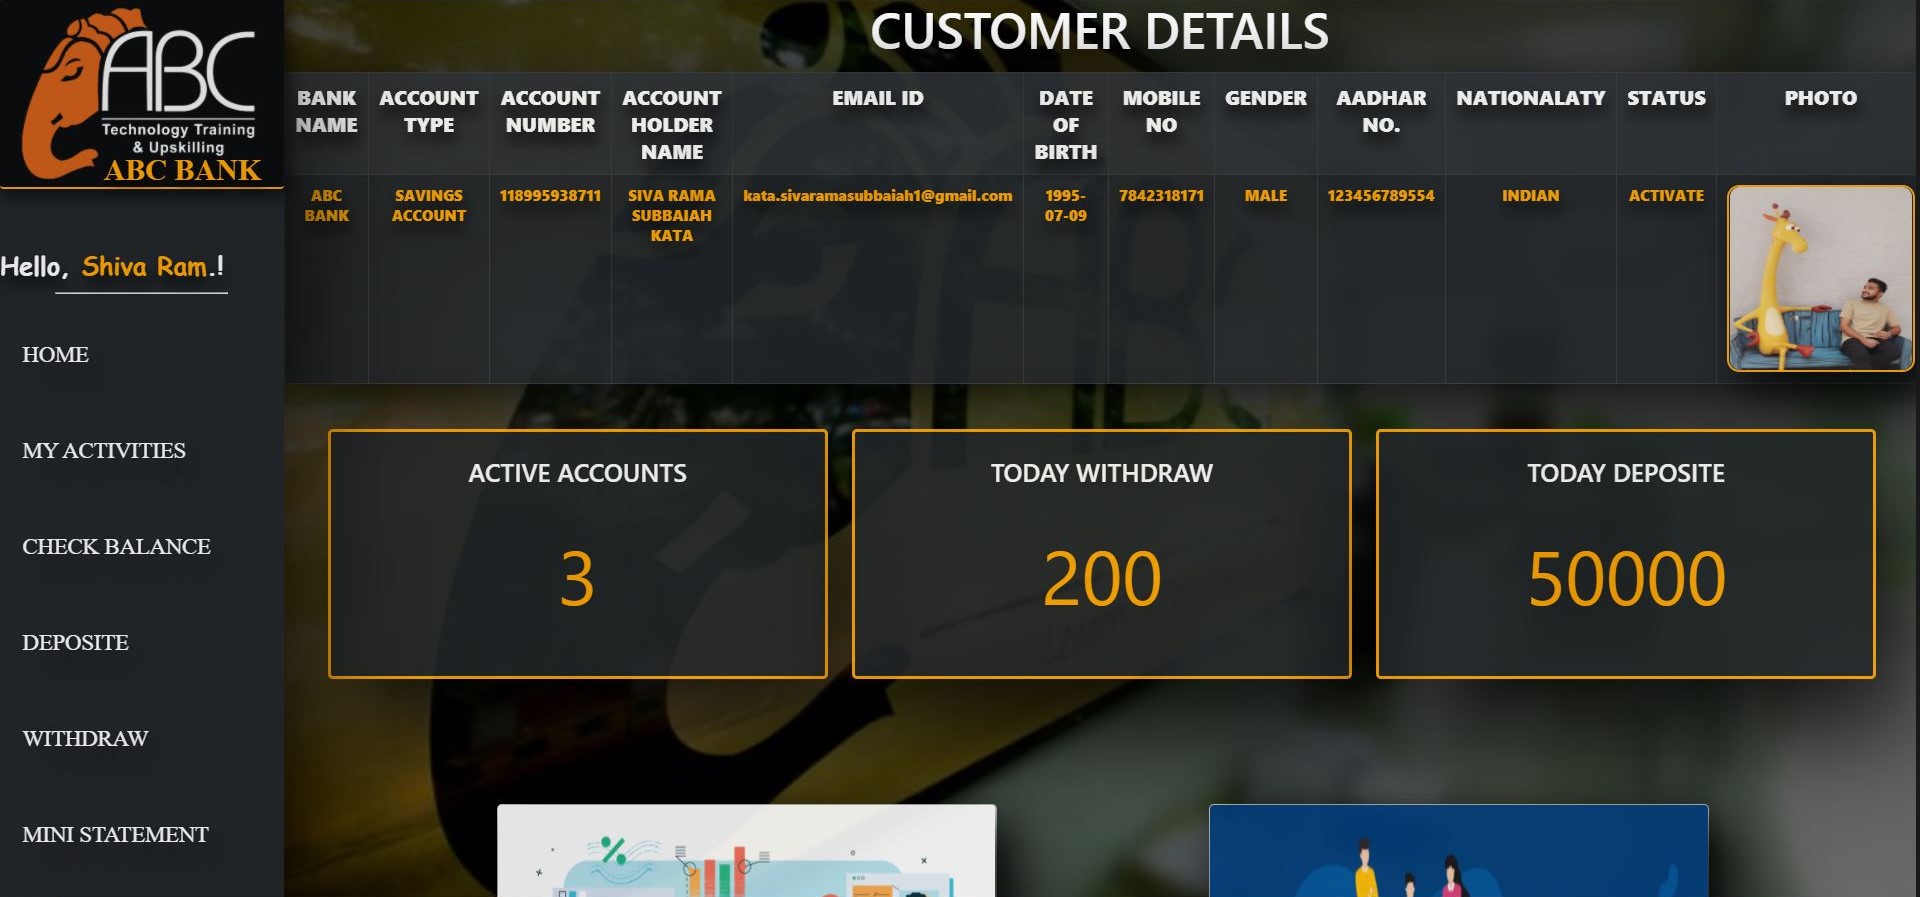 ABC
Technology Training
& Upskilling
ABC BANK
Hello, Shiva Ram.!
HOME
MY ACTIVITIES
CHECK BALANCE
DEPOSITE
WITHDRAW
MINI STATEMENT
CUSTOMER DETAILS
BANK NAME
ACCOUNT TYPE
ACCOUNT NUMBER
ACCOUNT HOLDER NAME
EMAIL ID
DATE OF BIRTH
MOBILE NO
GENDER
AADHAR NO.
NATIONALATY
STATUS
PHOTO
ABC BANK
SAVINGS ACCOUNT
118995938711
SIVA RAMA SUBBAIAH KATA
kata.sivaramasubbaiah1@gmail.com
1995-07-09
7842318171
MALE
123456789554
INDIAN
ACTIVATE
ACTIVE ACCOUNTS
3
TODAY WITHDRAW
200
TODAY DEPOSITE
50000